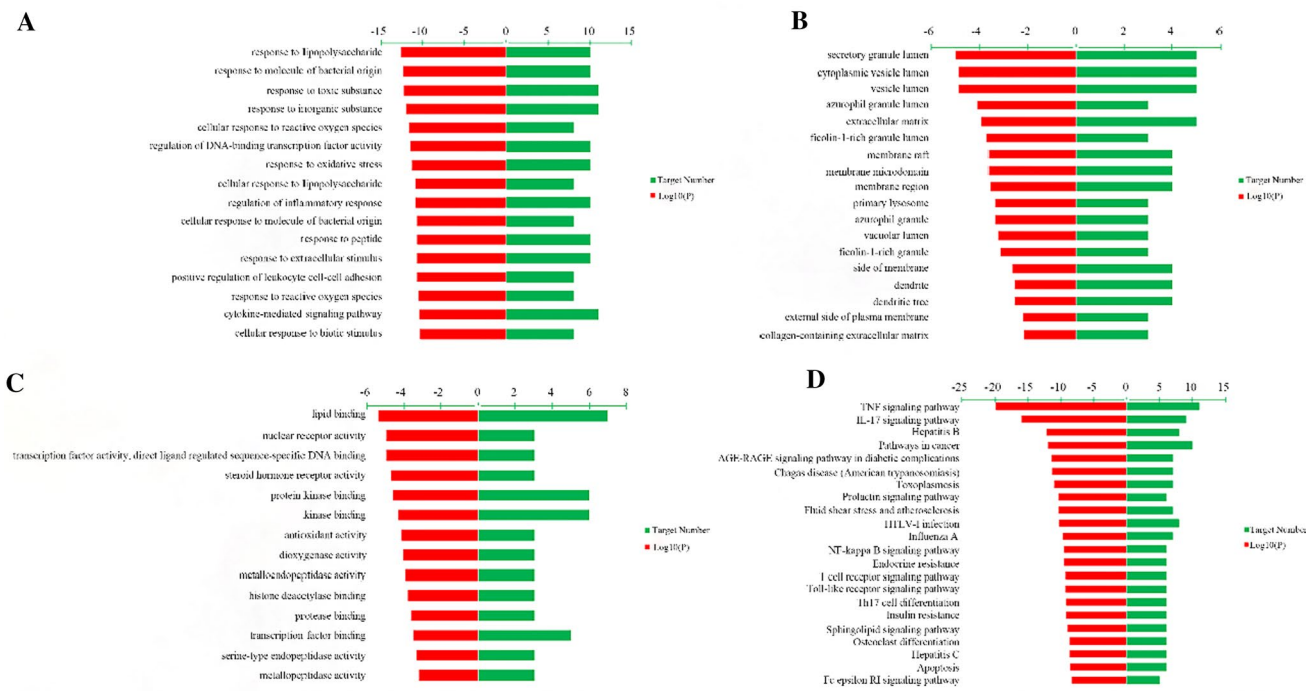 A
-15 -10 -5 0 5 10 15
response to lipopolysaccharide
response to molecule of bacterial origin
response to toxic substance
response to inorganic substance
cellular response to reactive oxygen species
regulation of DNA-binding transcription factor activity
response to oxidative stress
cellular response to lipopolysaccharide
regulation of inflammatory response
cellular response to molecule of bacterial origin
response to peptide
response to extracellular stimulus
positive regulation of leukocyte cell-cell adhesion
response to reactive oxygen species
cytokine-mediated signaling pathway
cellular response to biotic stimulus
Target Number
Log10(P)
B
-6 -4 -2 0 2 4 6
secretory granule lumen
cytoplasmic vesicle lumen
vesicle lumen
azurophil granule lumen
extracellular matrix
ficolin-1-rich granule lumen
membrane raft
membrane microdomain
membrane region
primary lysosome
azurophil granule
vacuolar lumen
ficolin-1-rich granule
side of membrane
dendrite
dendritic tree
external side of plasma membrane
collagen-containing extracellular matrix
Target Number
Log10(P)
C
-6 -4 -2 0 2 4 6 8
lipid binding
nuclear receptor activity
transcription factor activity, direct ligand regulated sequence-specific DNA binding
steroid hormone receptor activity
protein kinase binding
kinase binding
antioxidant activity
dioxygenase activity
metalloendopeptidase activity
histone deacetylase binding
protease binding
transcription factor binding
serine-type endopeptidase activity
metallopeptidase activity
Target Number
Log10(P)
D
-25 -20 -15 -10 -5 0 5 10 15
TNF signaling pathway
IL-17 signaling pathway
Hepatitis B
Pathways in cancer
AGE-RAGE signaling pathway in diabetic complications
Chagas disease (American trypanosomiasis)
Toxoplasmosis
Prolactin signaling pathway
Fluid shear stress and atherosclerosis
HTLV-I infection
Influenza A
NF-kappa B signaling pathway
Endocrine resistance
T cell receptor signaling pathway
Toll-like receptor signaling pathway
Th17 cell differentiation
Insulin resistance
Sphingolipid signaling pathway
Osteoclast differentiation
Hepatitis C
Apoptosis
Fc epsilon RI signaling pathway
Target Number
Log10(P)